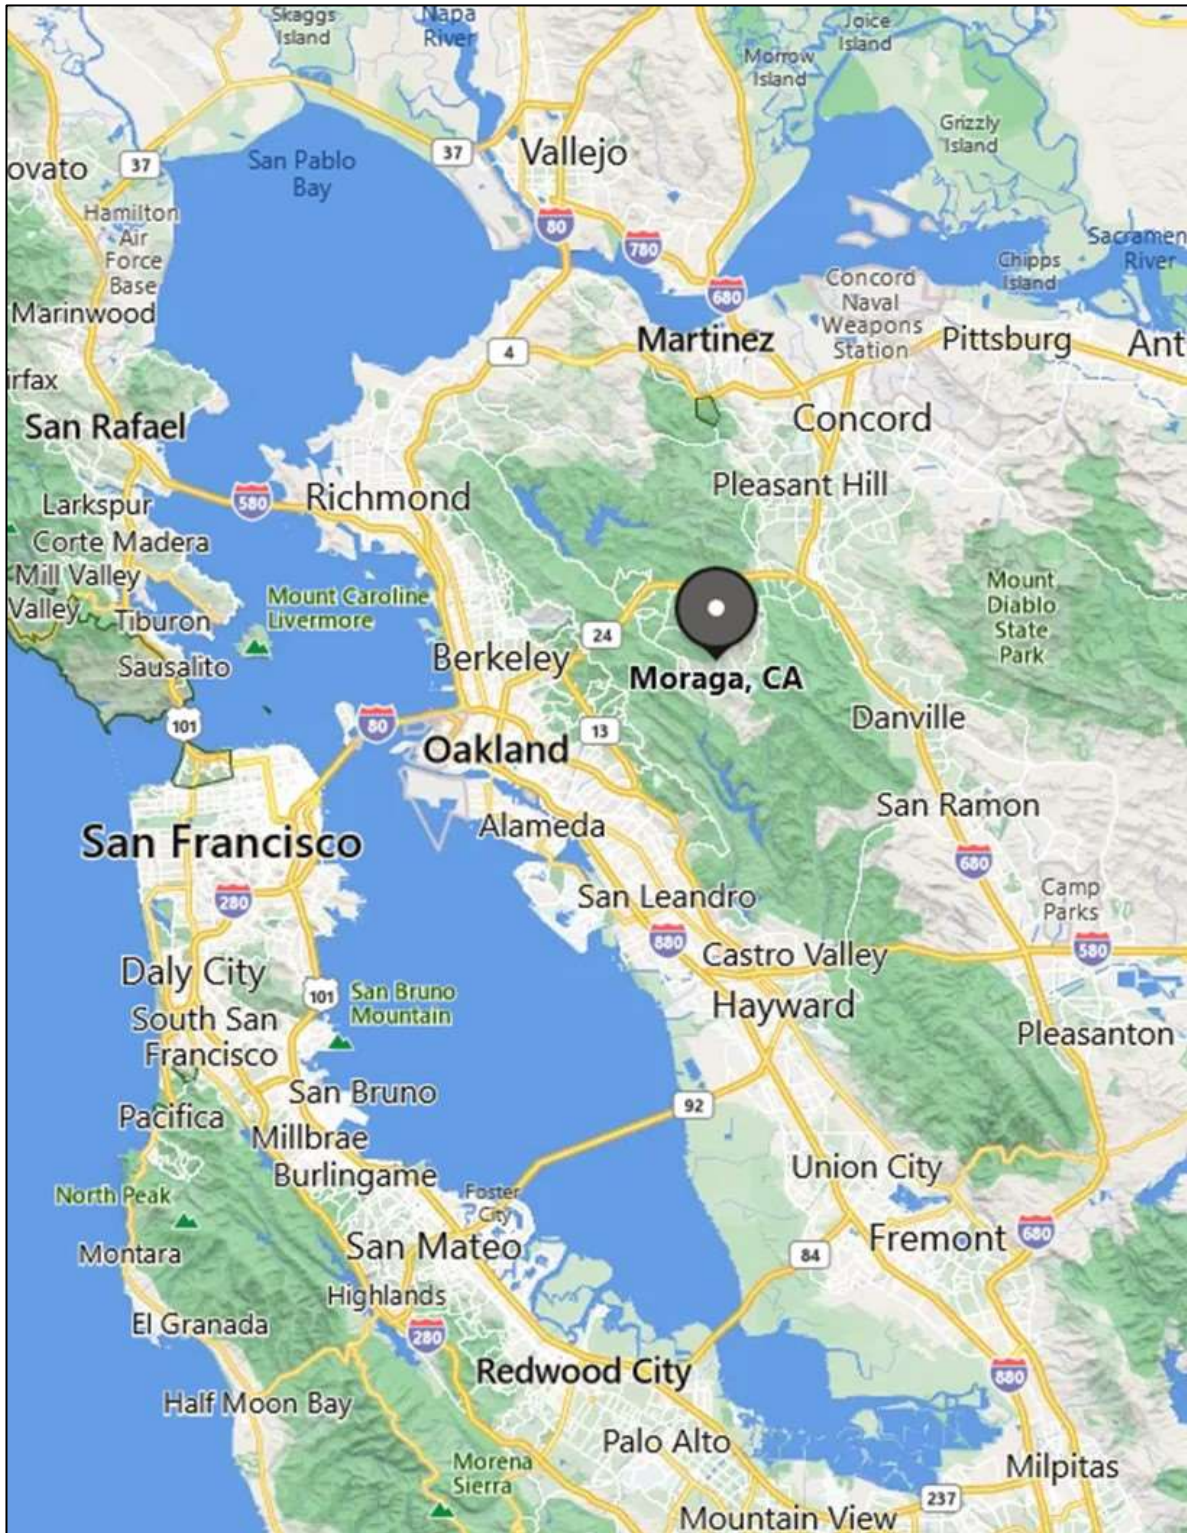 Skaggs
Island
Napa
River
Joice
Island
Morrow
Island
Grizzly
Island
Vallejo
37
37
San Pablo
Bay
ovato
Hamilton
Air
Force
Base
80
780
680
Sacramen
River
Chipps
Island
Concord
Naval
Weapons
Station
Marinwood
Martinez
Pittsburg
Ant
4
irfax
San Rafael
Concord
Pleasant Hill
580
Richmond
Larkspur
Corte Madera
Mill Valley
Valley
Tiburon
Mount Caroline
Livermore
Mount
Diablo
State
Park
24
Berkeley
Sausalito
Moraga, CA
101
80
13
Danville
Oakland
San Ramon
Alameda
San Francisco
680
280
San Leandro
Camp
Parks
880
580
Castro Valley
Daly City
101
San Bruno
Mountain
Hayward
South San
Francisco
Pleasanton
San Bruno
92
Pacifica
Millbrae
Burlingame
Union City
North Peak
Foster
City
Montara
San Mateo
Fremont
680
84
Highlands
El Granada
280
Redwood City
880
Half Moon Bay
Palo Alto
Morena
Sierra
Milpitas
237
Mountain View